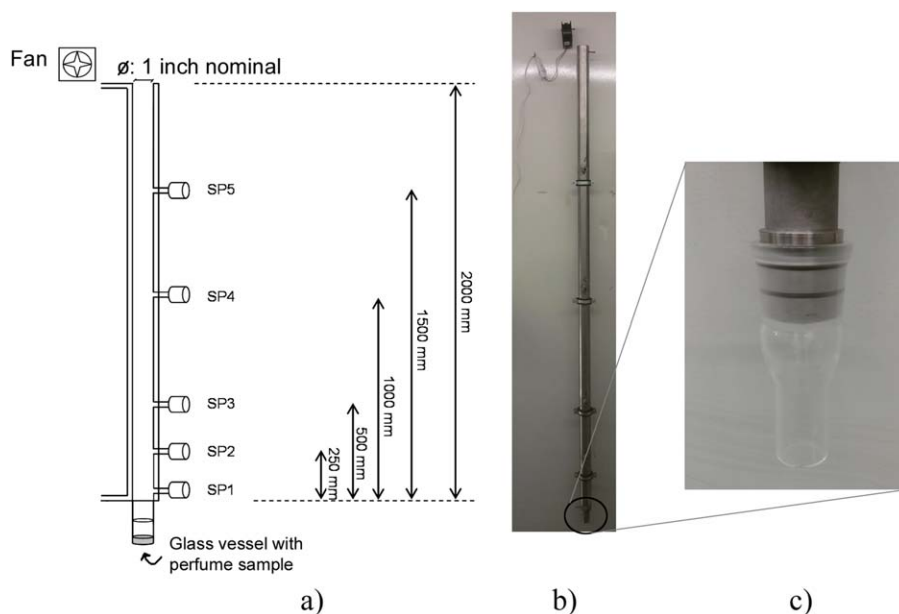 Fan
ø: 1 inch nominal
SP5
SP4
SP3
SP2
SP1
250 mm
500 mm
1000 mm
1500 mm
2000 mm
Glass vessel with
perfume sample
a)
b)
c)